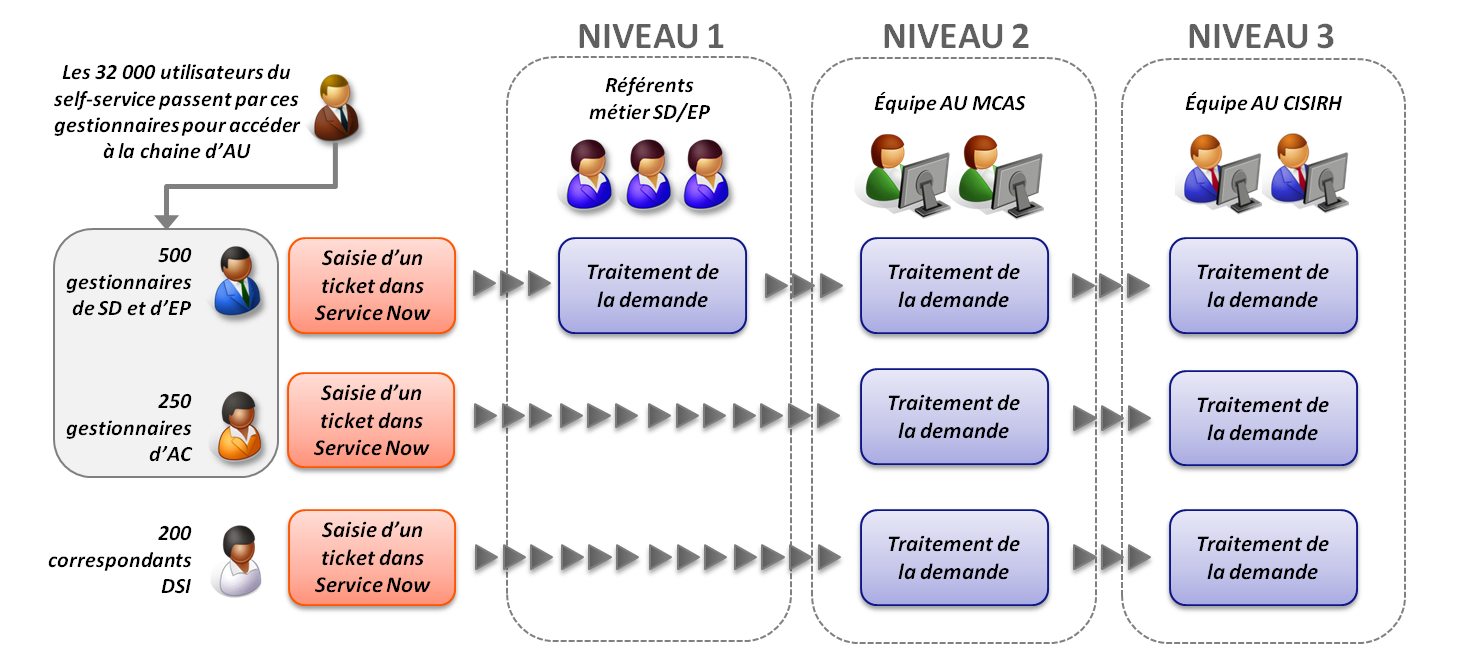 NIVEAU 1
NIVEAU 2
NIVEAU 3
Les 32 000 utilisateurs du
self-service passent par ces
gestionnaires pour accéder
à la chaine d’AU
Référents
métier SD/EP
Équipe AU MCAS
Équipe AU CISIRH
500
gestionnaires
de SD et d’EP
Saisie d’un
ticket dans
Service Now
Traitement de
la demande
Traitement de
la demande
Traitement de
la demande
250
gestionnaires
d’AC
Saisie d’un
ticket dans
Service Now
Traitement de
la demande
Traitement de
la demande
200
correspondants
DSI
Saisie d’un
ticket dans
Service Now
Traitement de
la demande
Traitement de
la demande